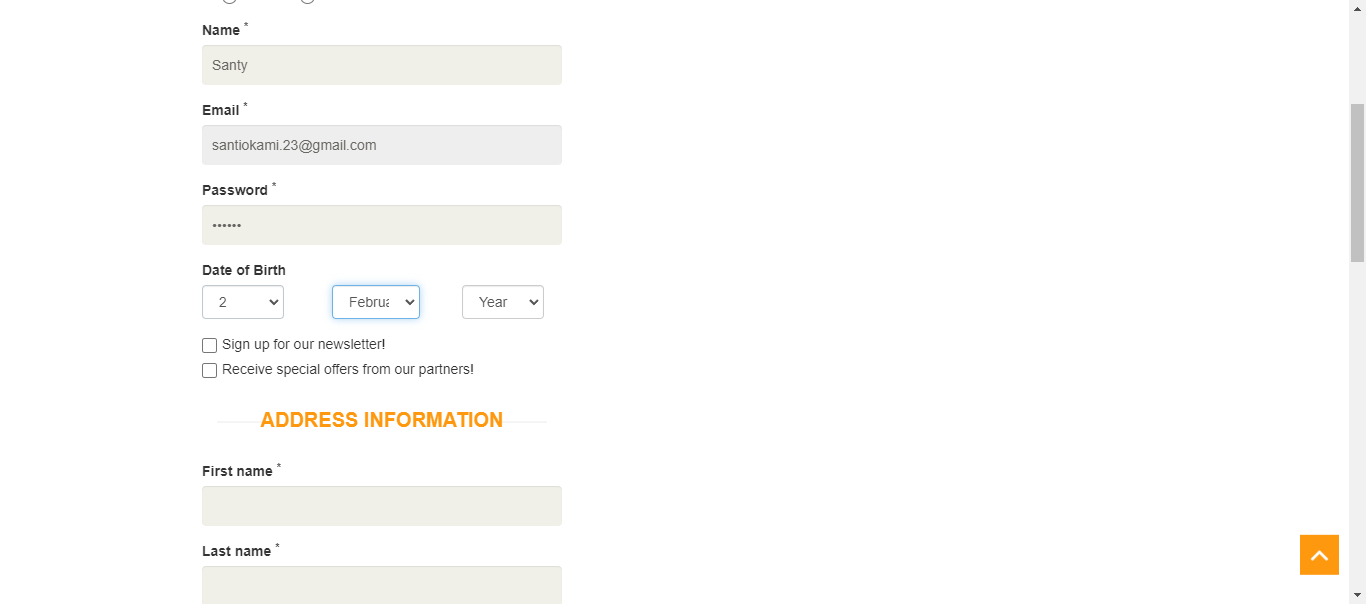 Name *
Santy
Email *
santiokami.23@gmail.com
Password *
••••••
Date of Birth
2 Februa Year
Sign up for our newsletter!
Receive special offers from our partners!
ADDRESS INFORMATION
First name *
Last name *